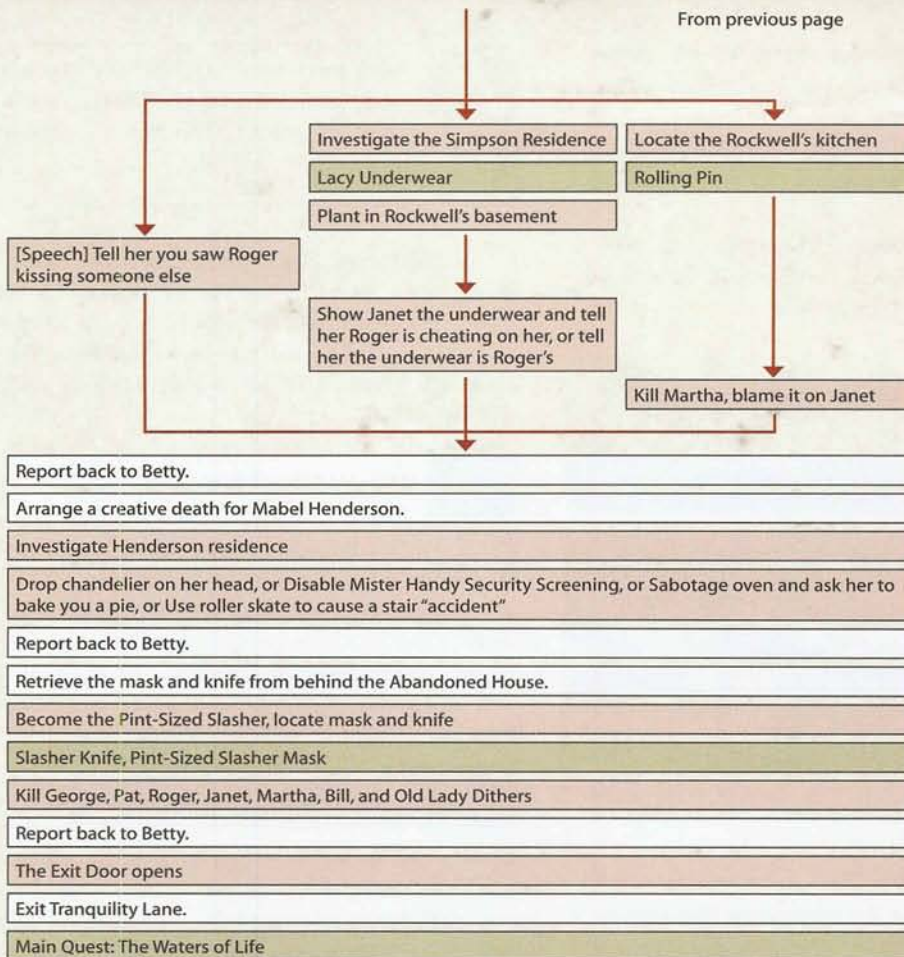 From previous page
Investigate the Simpson Residence
Locate the Rockwell's kitchen
Lacy Underwear
Rolling Pin
Plant in Rockwell's basement
[Speech] Tell her you saw Roger
kissing someone else
Show Janet the underwear and tell
her Roger is cheating on her, or tell
her the underwear is Roger's
Kill Martha, blame it on Janet
Report back to Betty.
Arrange a creative death for Mabel Henderson.
Investigate Henderson residence
Drop chandelier on her head, or Disable Mister Handy Security Screening, or Sabotage oven and ask her to
bake you a pie, or Use roller skate to cause a stair "accident"
Report back to Betty.
Retrieve the mask and knife from behind the Abandoned House.
Become the Pint-Sized Slasher, locate mask and knife
Slasher Knife, Pint-Sized Slasher Mask
Kill George, Pat, Roger, Janet, Martha, Bill, and Old Lady Dithers
Report back to Betty.
The Exit Door opens
Exit Tranquility Lane.
Main Quest: The Waters of Life